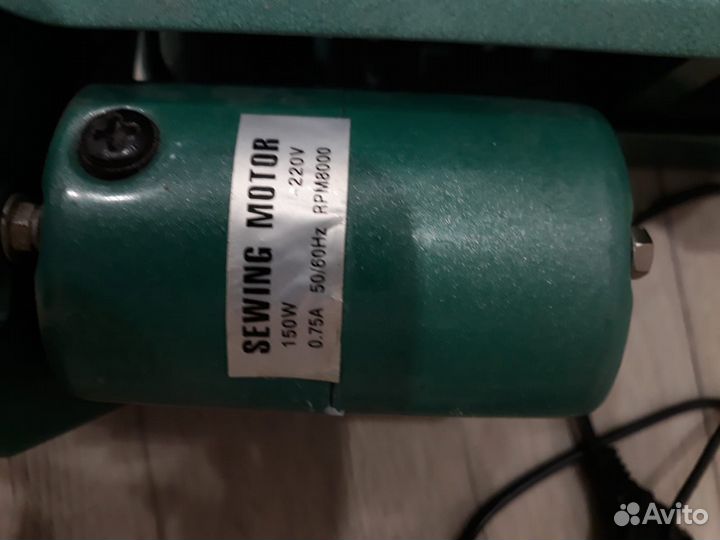 SEWING MOTOR
150W ~220V
0.75A 50/60Hz RPM8000
Avito